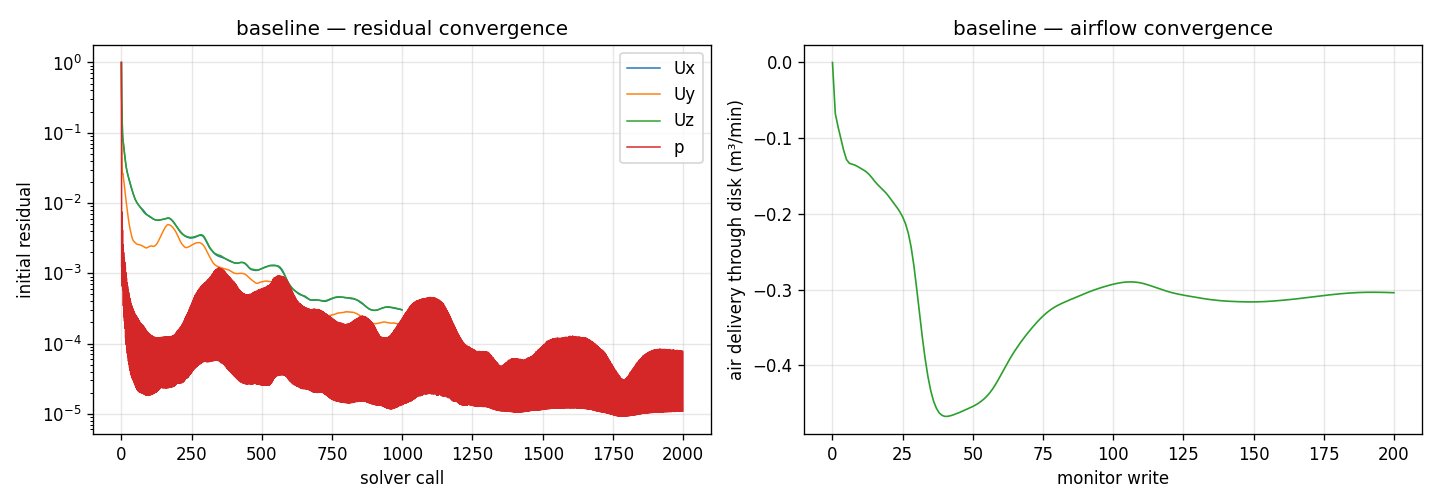 baseline — residual convergence
initial residual
10⁰
10⁻¹
10⁻²
10⁻³
10⁻⁴
10⁻⁵
Ux
Uy
Uz
p
0 250 500 750 1000 1250 1500 1750 2000
solver call
baseline — airflow convergence
air delivery through disk (m³/min)
0.0
−0.1
−0.2
−0.3
−0.4
0 25 50 75 100 125 150 175 200
monitor write